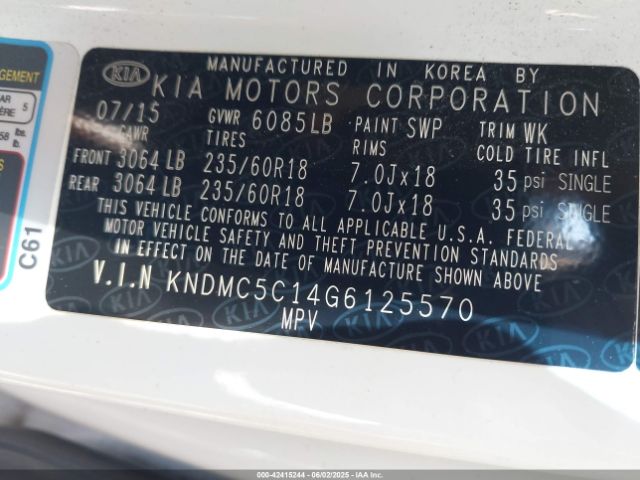 MANUFACTURED IN KOREA BY
KIA KIA MOTORS CORPORATION
07/15 GVWR 6085LB PAINT SWP TRIM WK
GAWR TIRES RIMS COLD TIRE INFL
FRONT 3064 LB 235/60R18 7.0Jx18 35 psi SINGLE
REAR 3064 LB 235/60R18 7.0Jx18 35 psi SINGLE
THIS VEHICLE CONFORMS TO ALL APPLICABLE U.S.A. FEDERAL
MOTOR VEHICLE SAFETY AND THEFT PREVENTION STANDARDS
IN EFFECT ON THE DATE OF MANUFACTURE SHOWN ABOVE
V.I.N KNDMC5C14G6125570
MPV
C61
000-42415244 - 06/02/2025 - IAAI.COM